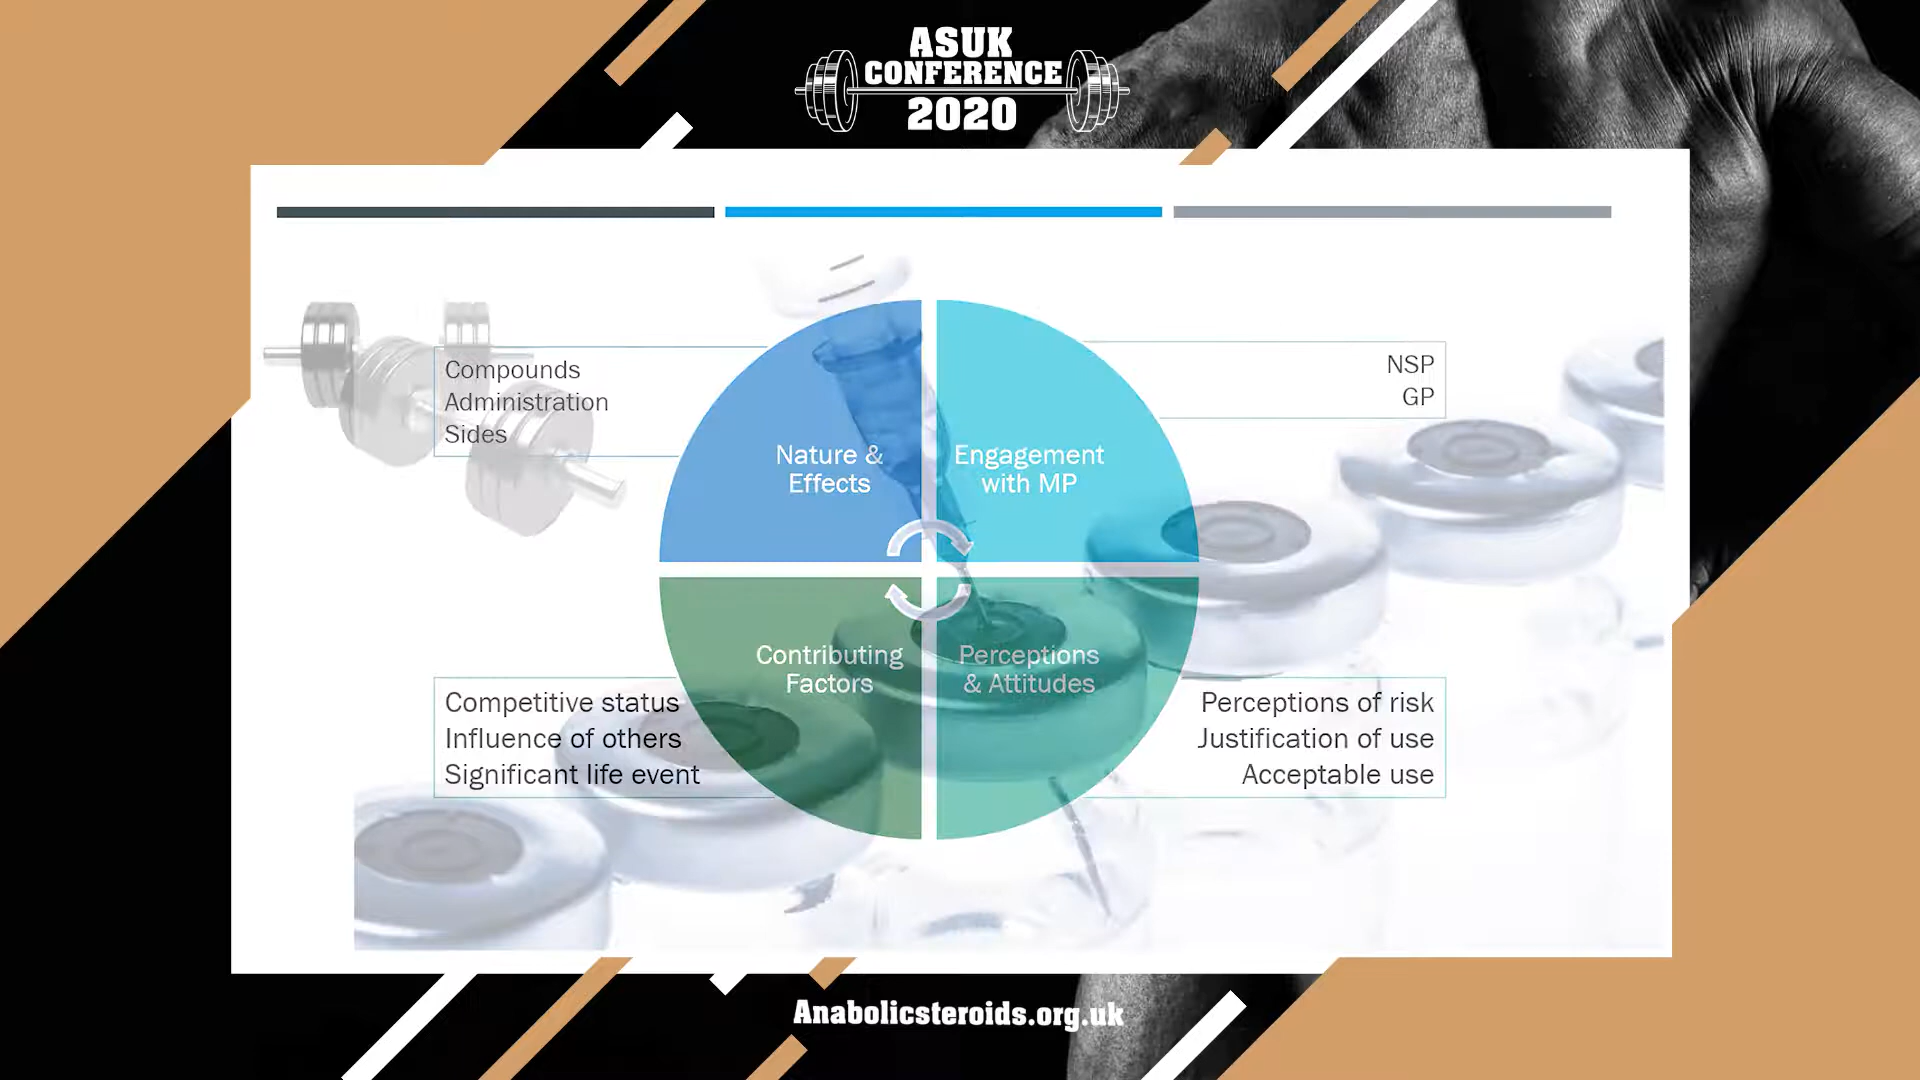 ASUK
CONFERENCE
2020
Compounds
Administration
Sides
Nature &
Effects
Engagement
with MP
NSP
GP
Contributing
Factors
Perceptions
& Attitudes
Competitive status
Influence of others
Significant life event
Perceptions of risk
Justification of use
Acceptable use
Anabolicsteroids.org.uk